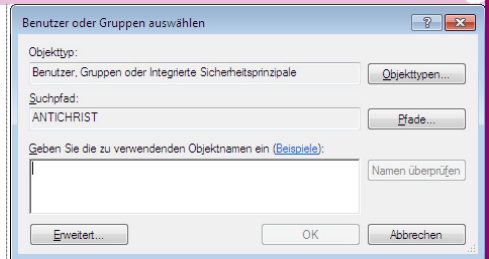 Benutzer oder Gruppen auswählen
Objekttyp:
Benutzer, Gruppen oder Integrierte Sicherheitsprinzipale
Objekttypen...
Suchpfad:
ANTICHRIST
Pfade...
Geben Sie die zu verwendenden Objektnamen ein (Beispiele):
Namen überprüfen
Erweitert...
OK
Abbrechen